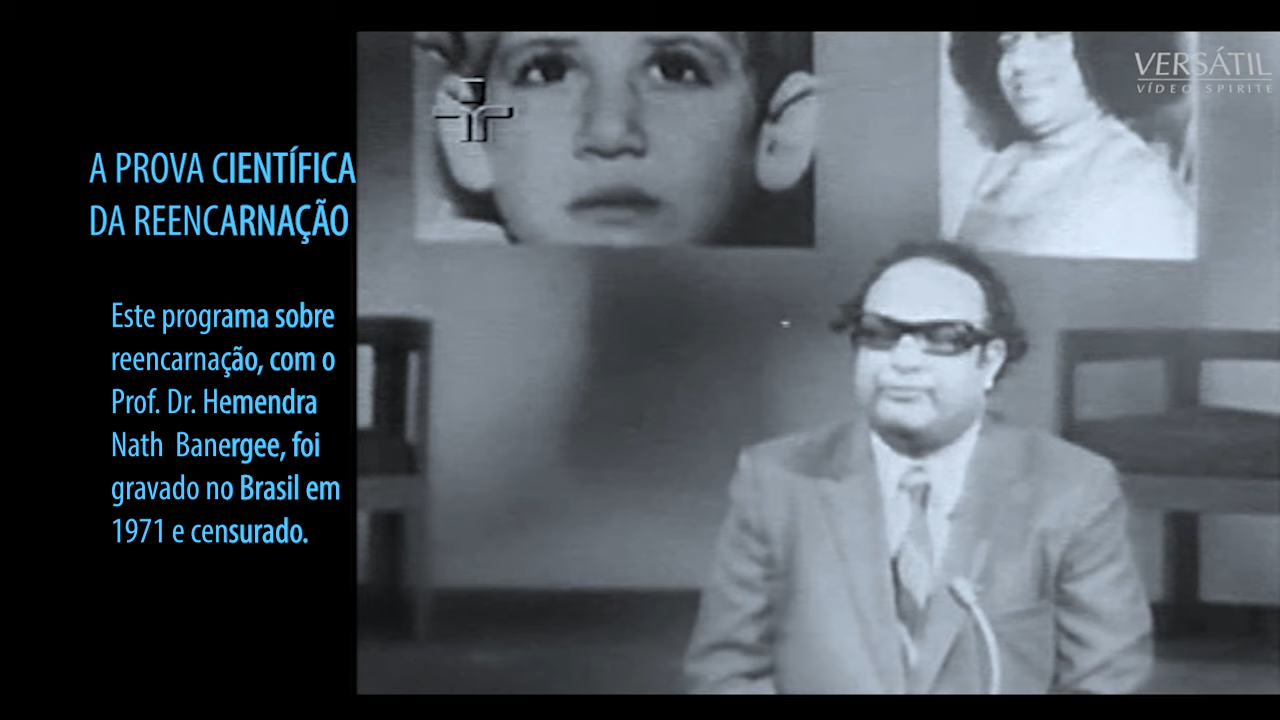 VERSÁTIL
VÍDEO SPIRITE
A PROVA CIENTÍFICA
DA REENCARNAÇÃO
Este programa sobre
reencarnação, com o
Prof. Dr. Hemendra
Nath Banergee, foi
gravado no Brasil em
1971 e censurado.